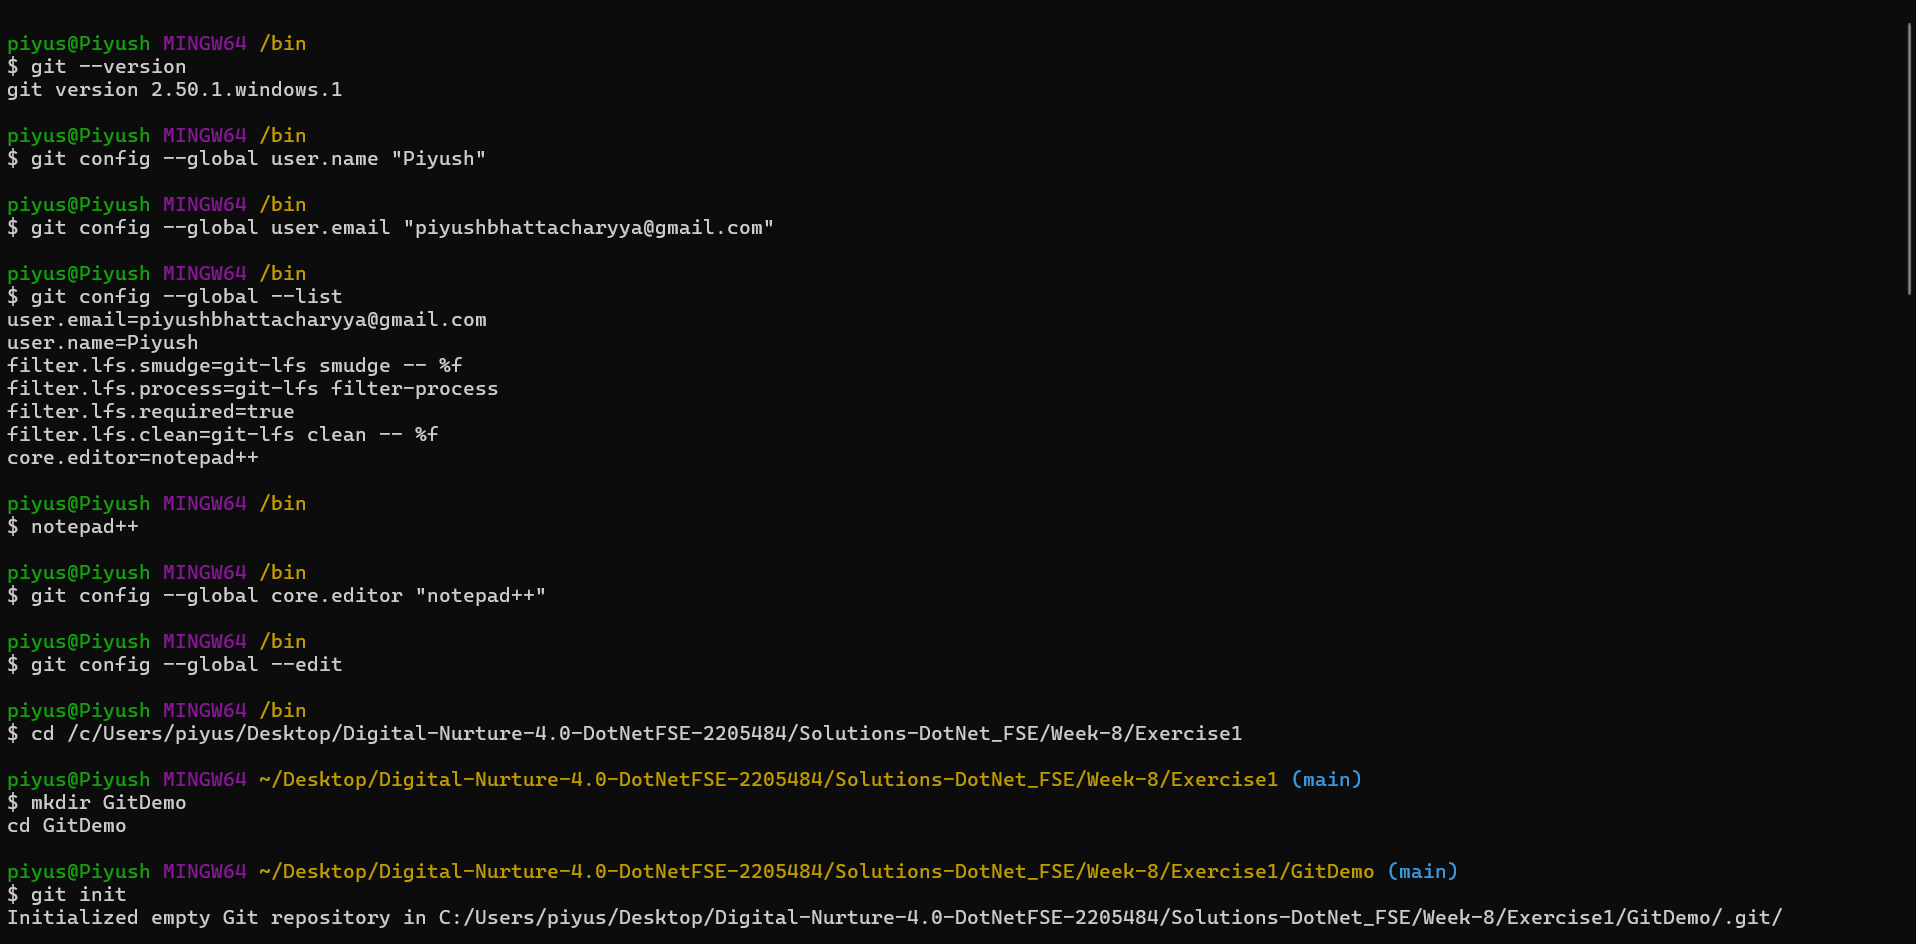 piyus@Piyush MINGW64 /bin
$ git --version
git version 2.50.1.windows.1
piyus@Piyush MINGW64 /bin
$ git config --global user.name "Piyush"
piyus@Piyush MINGW64 /bin
$ git config --global user.email "piyushbhattacharyya@gmail.com"
piyus@Piyush MINGW64 /bin
$ git config --global --list
user.email=piyushbhattacharyya@gmail.com
user.name=Piyush
filter.lfs.smudge=git-lfs smudge -- %f
filter.lfs.process=git-lfs filter-process
filter.lfs.required=true
filter.lfs.clean=git-lfs clean -- %f
core.editor=notepad++
piyus@Piyush MINGW64 /bin
$ notepad++
piyus@Piyush MINGW64 /bin
$ git config --global core.editor "notepad++"
piyus@Piyush MINGW64 /bin
$ git config --global --edit
piyus@Piyush MINGW64 /bin
$ cd /c/Users/piyus/Desktop/Digital-Nurture-4.0-DotNetFSE-2205484/Solutions-DotNet_FSE/Week-8/Exercise1
piyus@Piyush MINGW64 ~/Desktop/Digital-Nurture-4.0-DotNetFSE-2205484/Solutions-DotNet_FSE/Week-8/Exercise1 (main)
$ mkdir GitDemo
cd GitDemo
piyus@Piyush MINGW64 ~/Desktop/Digital-Nurture-4.0-DotNetFSE-2205484/Solutions-DotNet_FSE/Week-8/Exercise1/GitDemo (main)
$ git init
Initialized empty Git repository in C:/Users/piyus/Desktop/Digital-Nurture-4.0-DotNetFSE-2205484/Solutions-DotNet_FSE/Week-8/Exercise1/GitDemo/.git/